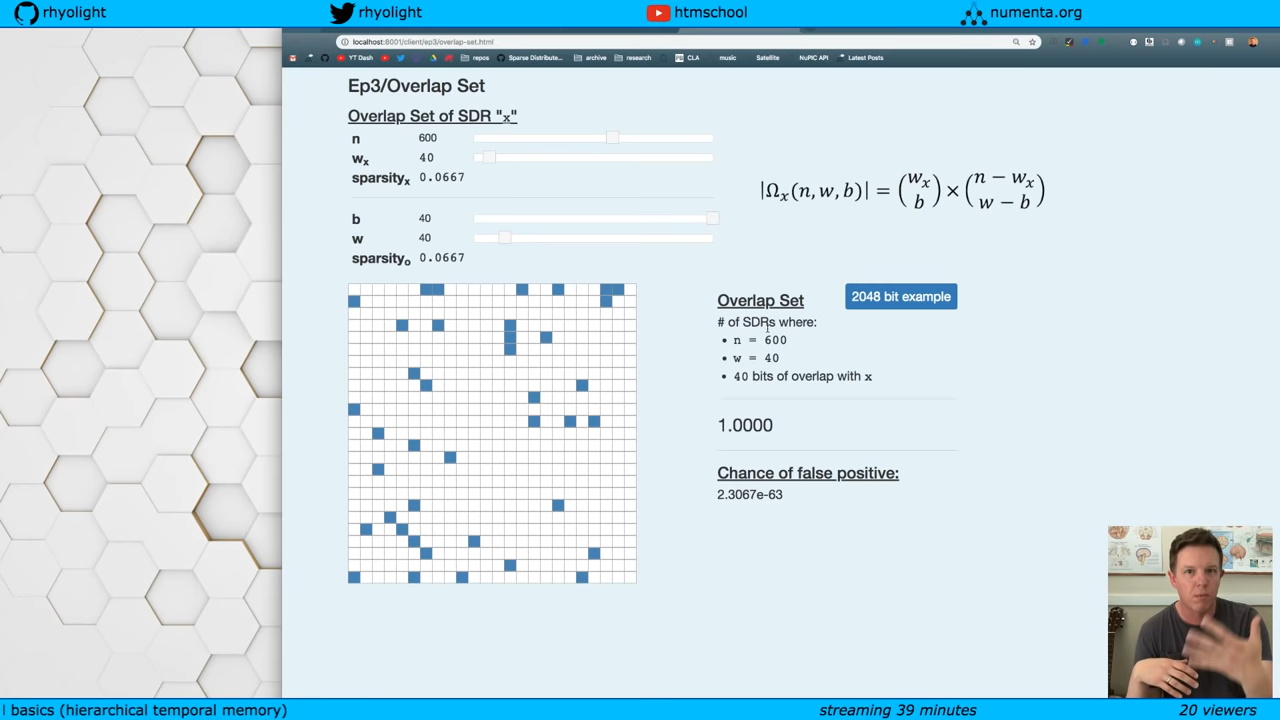 rhyolight
rhyolight
htmschool
numenta.org
localhost:8001/client/ep3/overlap-set.html
YT Dash
repos
Sparse Distribute...
archive
research
CLA
music
Satellite
NuPIC API
Latest Posts
Ep3/Overlap Set
Overlap Set of SDR "x"
n 600
wx 40
sparsityx 0.0667
b 40
w 40
sparsityo 0.0667
|Ωx(n, w, b)| = (wx b) × (n − wx w − b)
Overlap Set
2048 bit example
# of SDRs where:
• n = 600
• w = 40
• 40 bits of overlap with x
1.0000
Chance of false positive:
2.3067e-63
l basics (hierarchical temporal memory)
streaming 39 minutes
20 viewers